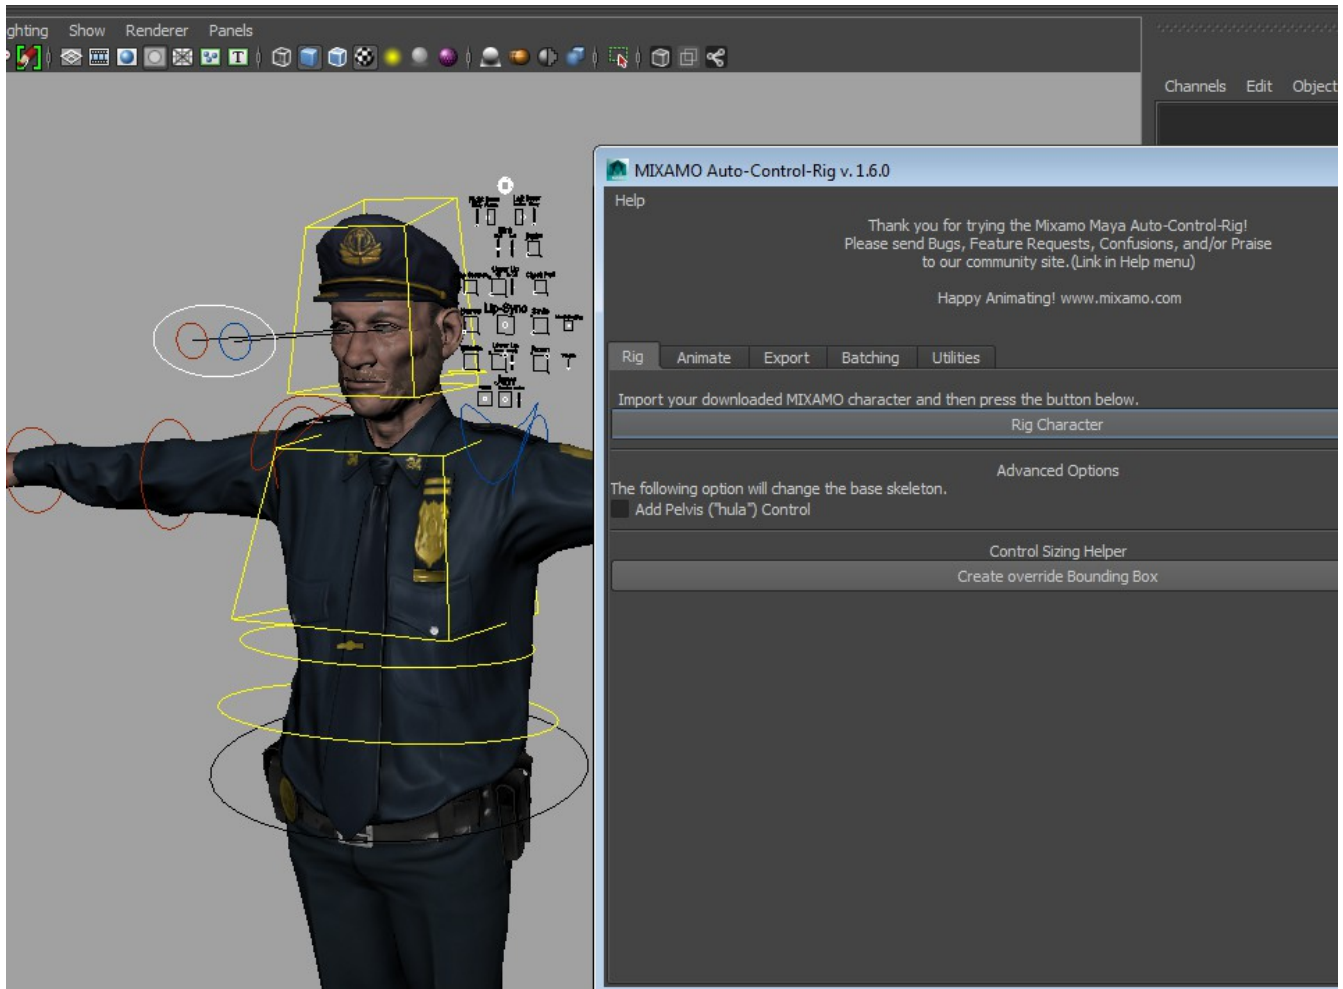 ghting Show Renderer Panels
T
Channels Edit Object
MIXAMO Auto-Control-Rig v. 1.6.0
Help
Thank you for trying the Mixamo Maya Auto-Control-Rig!
Please send Bugs, Feature Requests, Confusions, and/or Praise
to our community site.(Link in Help menu)
Happy Animating! www.mixamo.com
Rig Animate Export Batching Utilities
Import your downloaded MIXAMO character and then press the button below.
Rig Character
Advanced Options
The following option will change the base skeleton.
Add Pelvis ("hula") Control
Control Sizing Helper
Create override Bounding Box
Lip-Sync
Smile
Jaw